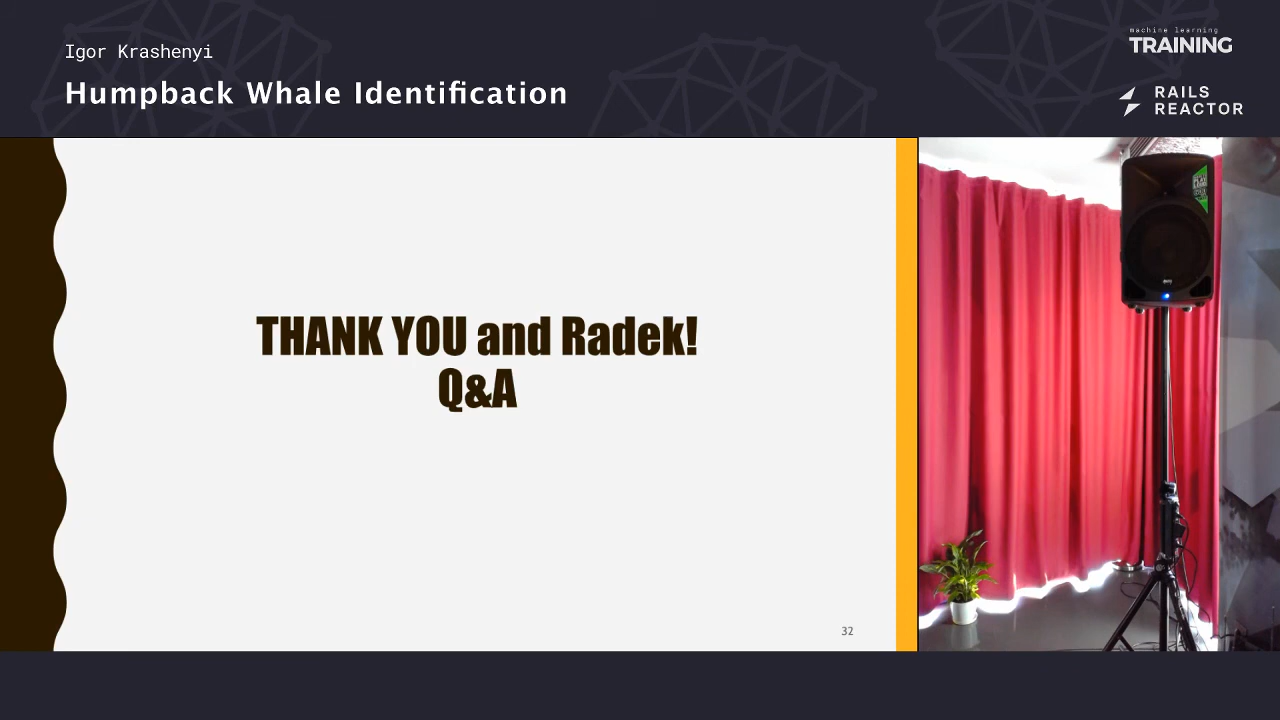 Igor Krashenyi
Humpback Whale Identification
machine learning
TRAINING
RAILS
REACTOR
THANK YOU and Radek!
Q&A
32